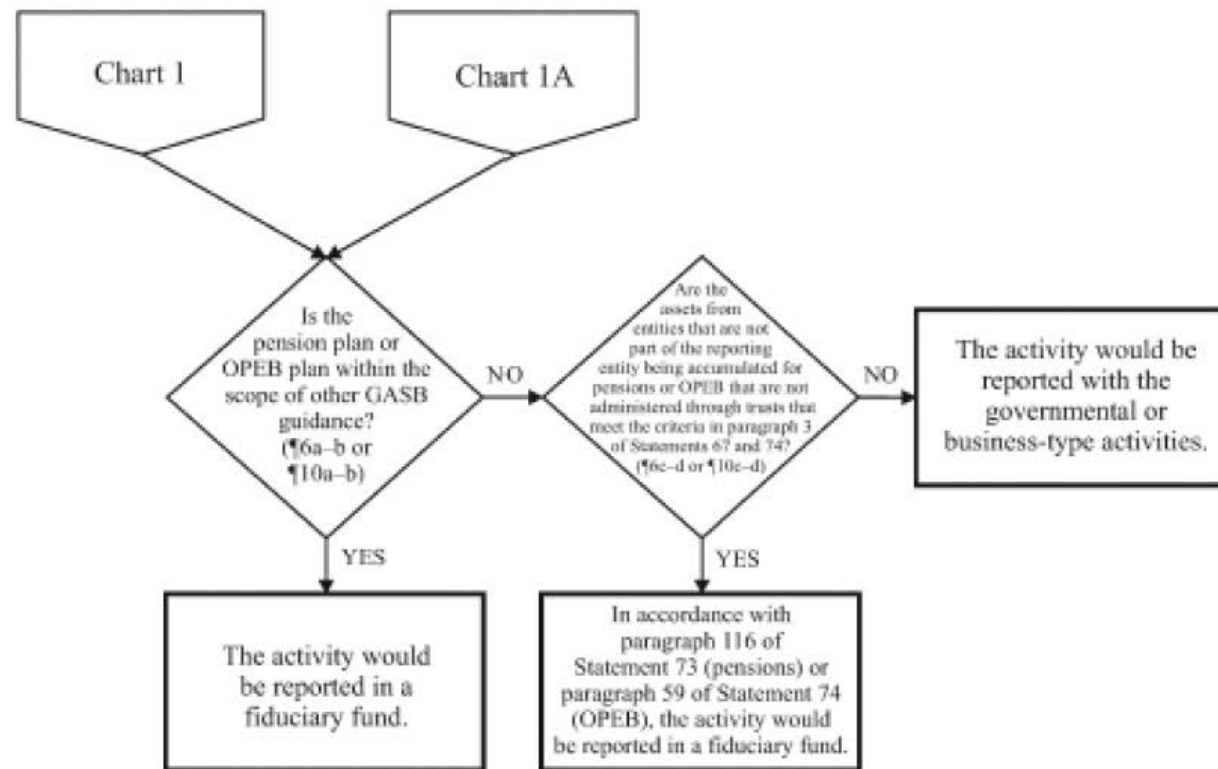 Chart 1
Chart 1A
Is the
pension plan or
OPEB plan within the
scope of other GASB
guidance?
(¶6a–b or
¶10a–b)
NO
Are the
assets from
entities that are not
part of the reporting
entity being accumulated for
pensions or OPEB that are not
administered through trusts that
meet the criteria in paragraph 3
of Statements 67 and 74?
(¶6c–d or ¶10c–d)
NO
The activity would be
reported with the
governmental or
business-type activities.
YES
YES
The activity would
be reported in a
fiduciary fund.
In accordance with
paragraph 116 of
Statement 73 (pensions) or
paragraph 59 of Statement 74
(OPEB), the activity would
be reported in a fiduciary fund.